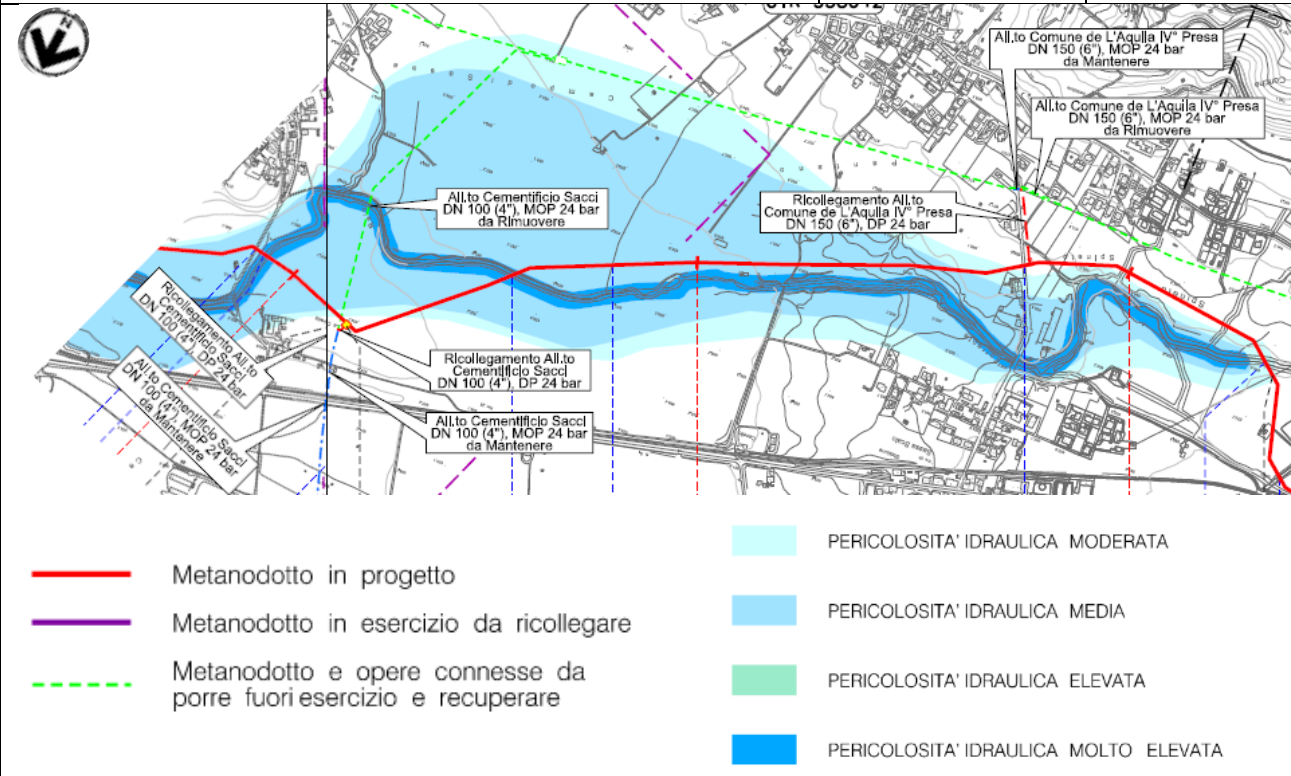 N
All.to Comune de L'Aquila IV° Presa
DN 150 (6"), MOP 24 bar
da Mantenere
All.to Comune de L'Aquila IV° Presa
DN 150 (6"), MOP 24 bar
da Rimuovere
All.to Cementificio Sacci
DN 100 (4"), MOP 24 bar
da Rimuovere
Ricollegamento All.to
Comune de L'Aquila IV° Presa
DN 150 (6"), DP 24 bar
Spineto
Spineto
Ricollegamento All.to
Cementificio Sacci
DN 100 (4"), DP 24 bar
All.to Cementificio Sacci
DN 100 (4"), MOP 24 bar
da Mantenere
Ricollegamento All.to
Cementificio Sacci
DN 100 (4"), DP 24 bar
All.to Cementificio Sacci
DN 100 (4"), MOP 24 bar
da Mantenere
Metanodotto in progetto
Metanodotto in esercizio da ricollegare
Metanodotto e opere connesse da
porre fuori esercizio e recuperare
PERICOLOSITA' IDRAULICA MODERATA
PERICOLOSITA' IDRAULICA MEDIA
PERICOLOSITA' IDRAULICA ELEVATA
PERICOLOSITA' IDRAULICA MOLTO ELEVATA